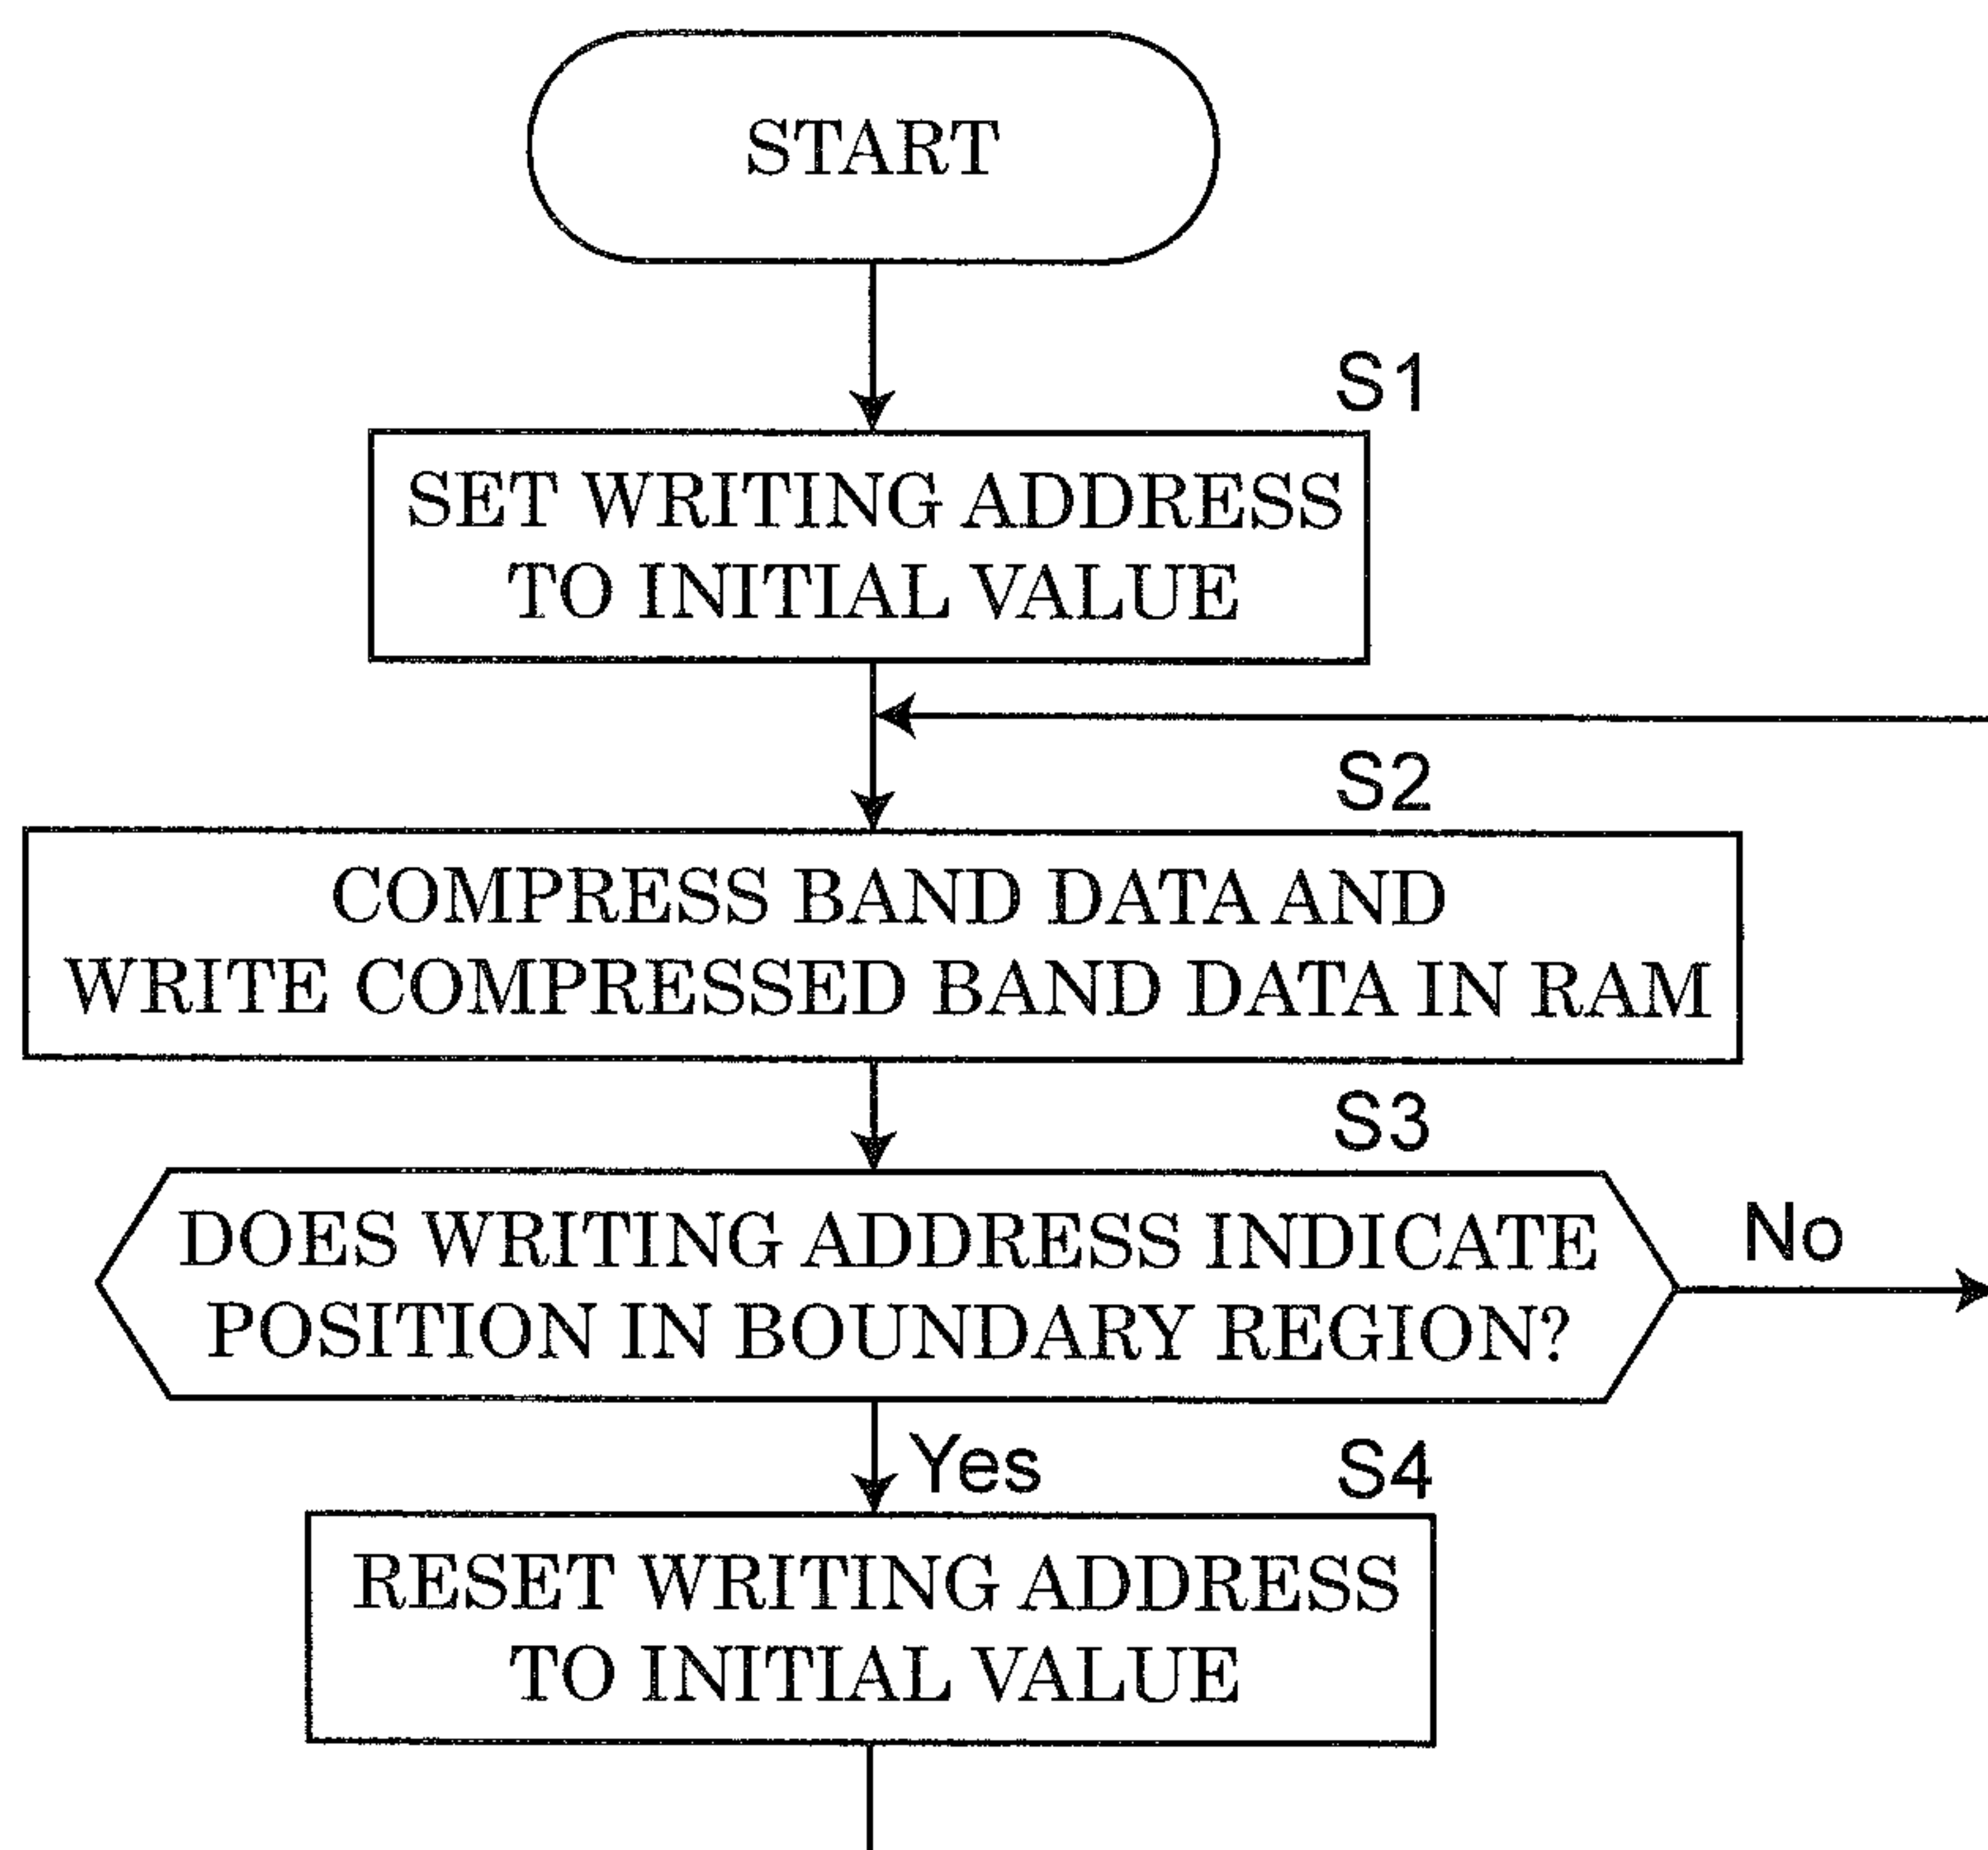 START
S1
SET WRITING ADDRESS
TO INITIAL VALUE
S2
COMPRESS BAND DATA AND
WRITE COMPRESSED BAND DATA IN RAM
S3
DOES WRITING ADDRESS INDICATE
POSITION IN BOUNDARY REGION?
No
Yes
S4
RESET WRITING ADDRESS
TO INITIAL VALUE